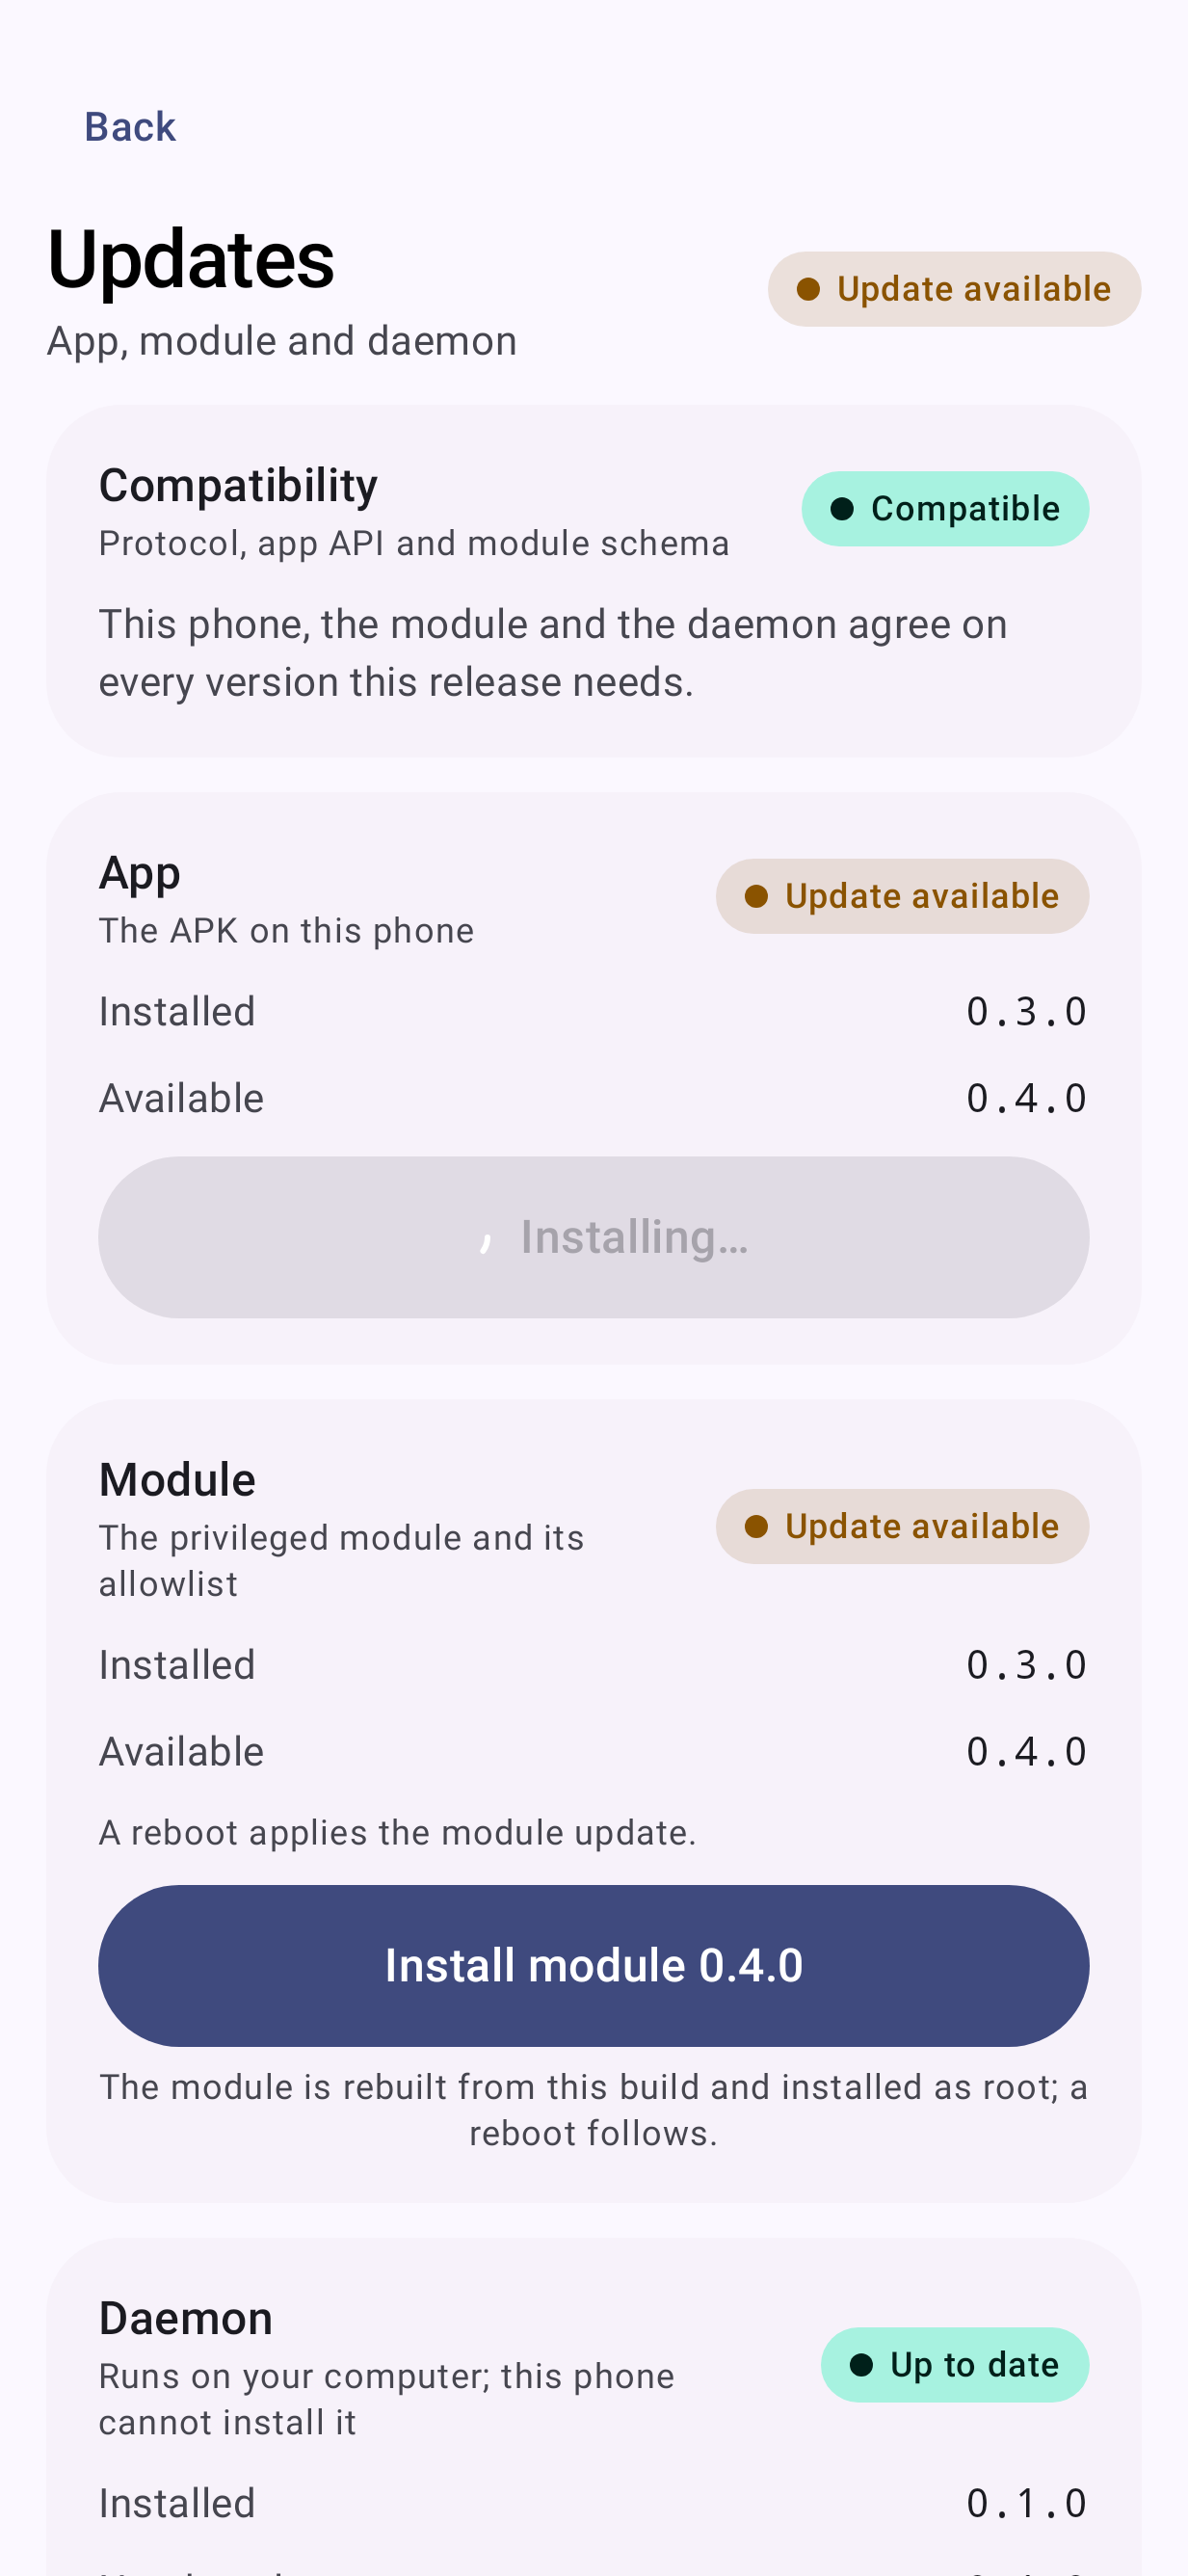 Back
Updates
Update available
App, module and daemon
Compatibility
Compatible
Protocol, app API and module schema
This phone, the module and the daemon agree on
every version this release needs.
App
Update available
The APK on this phone
Installed 0.3.0
Available 0.4.0
Installing…
Module
Update available
The privileged module and its
allowlist
Installed 0.3.0
Available 0.4.0
A reboot applies the module update.
Install module 0.4.0
The module is rebuilt from this build and installed as root; a
reboot follows.
Daemon
Up to date
Runs on your computer; this phone
cannot install it
Installed 0.1.0